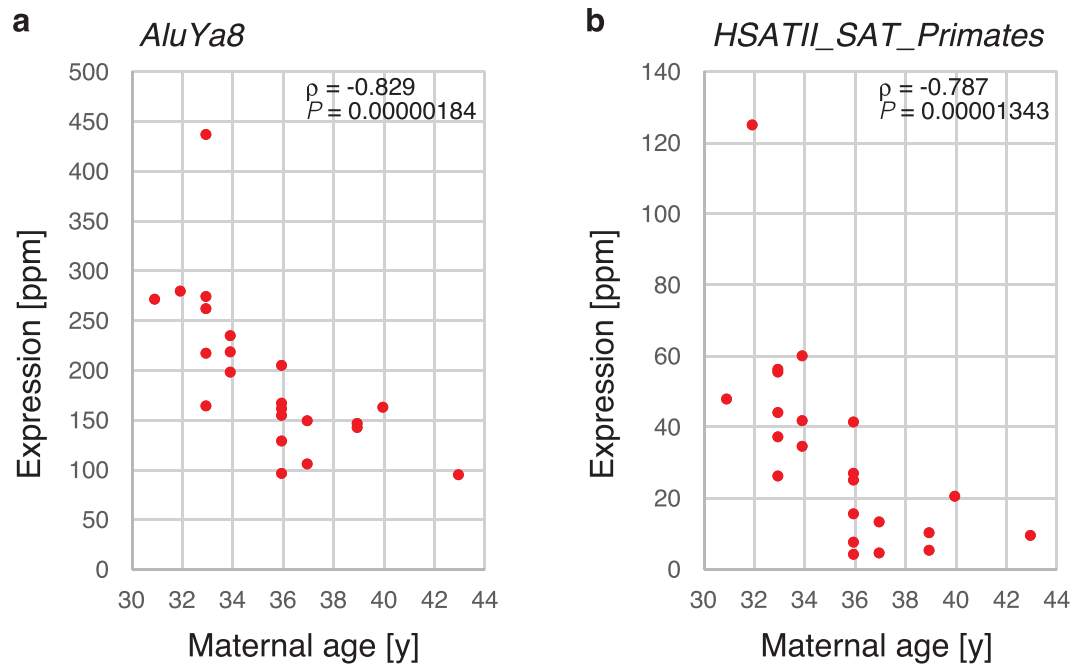 a
AluYa8
ρ = -0.829
P = 0.00000184
500
450
400
350
300
250
200
150
100
50
0
30 32 34 36 38 40 42 44
Expression [ppm]
Maternal age [y]
b
HSATII_SAT_Primates
ρ = -0.787
P = 0.00001343
140
120
100
80
60
40
20
0
30 32 34 36 38 40 42 44
Expression [ppm]
Maternal age [y]